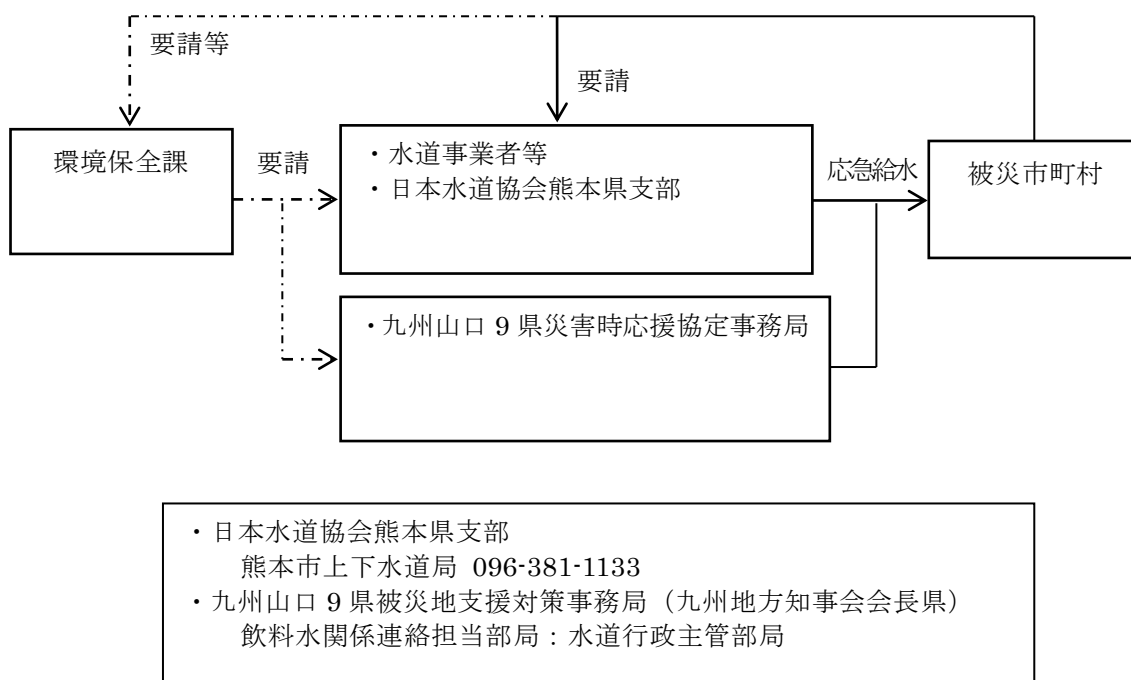 要請等
要請
環境保全課
要請
・水道事業者等
・日本水道協会熊本県支部
応急給水
被災市町村
・九州山口 9 県災害時応援協定事務局
・日本水道協会熊本県支部
熊本市上下水道局 096-381-1133
・九州山口 9 県被災地支援対策事務局（九州地方知事会会長県）
飲料水関係連絡担当部局：水道行政主管部局